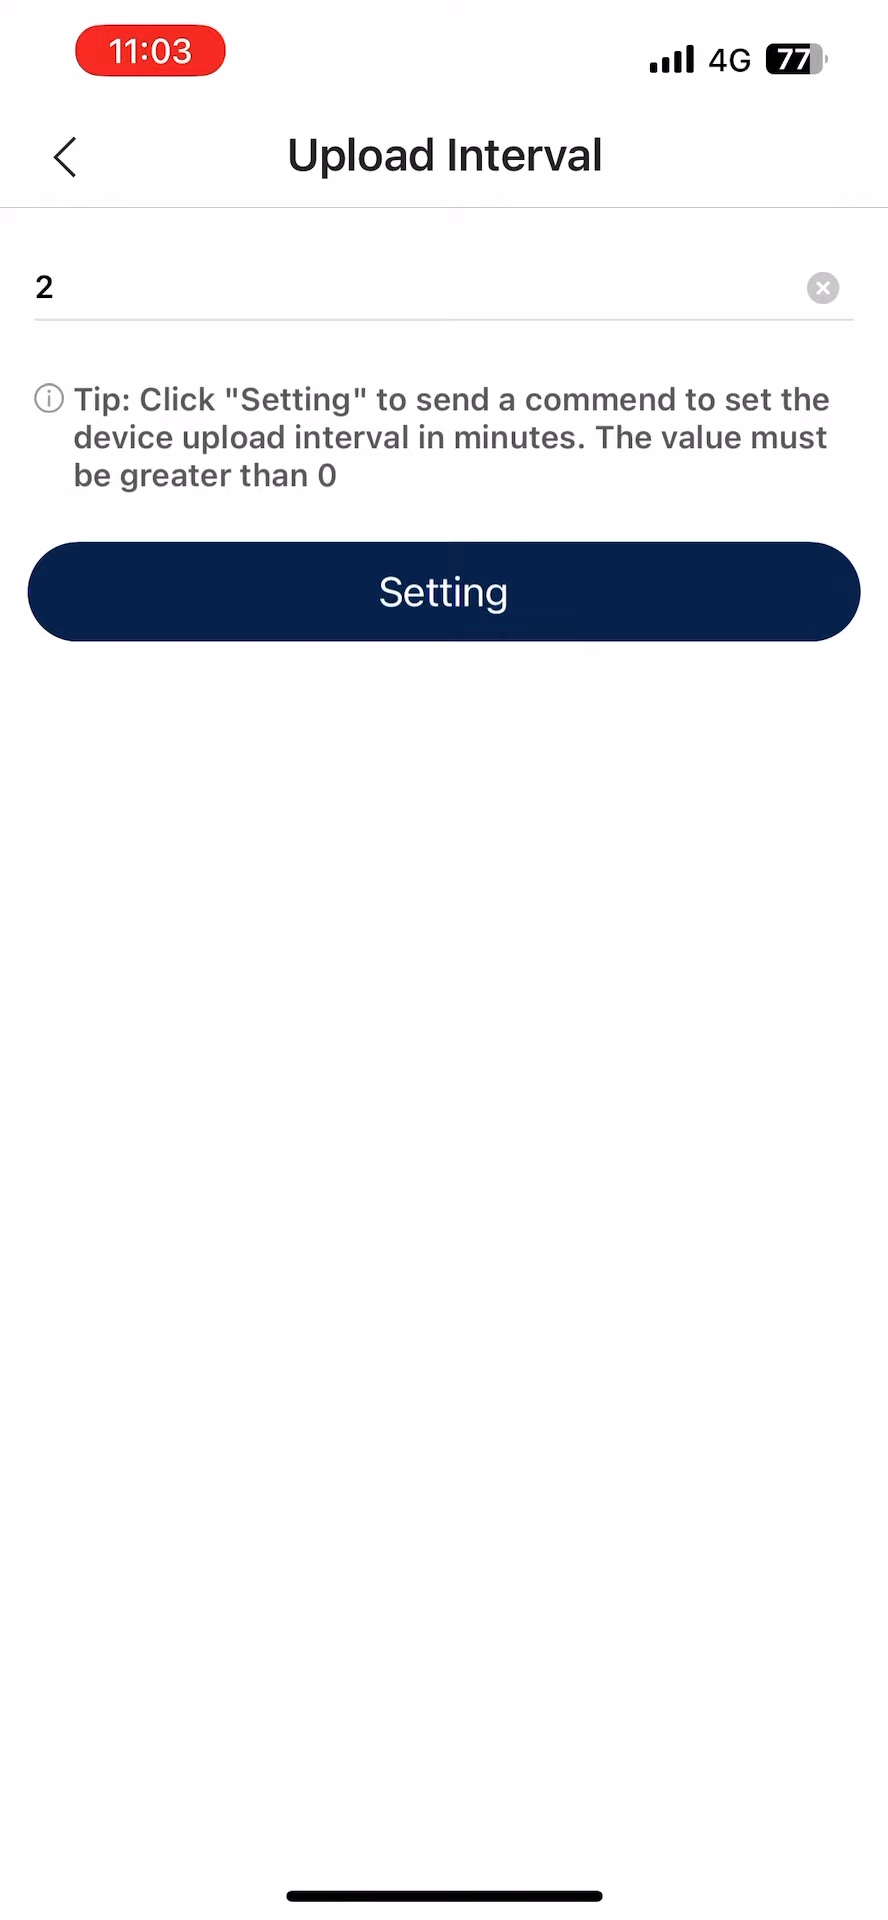 11:03
4G 77
Upload Interval
2
Tip: Click "Setting" to send a commend to set the
device upload interval in minutes. The value must
be greater than 0
Setting